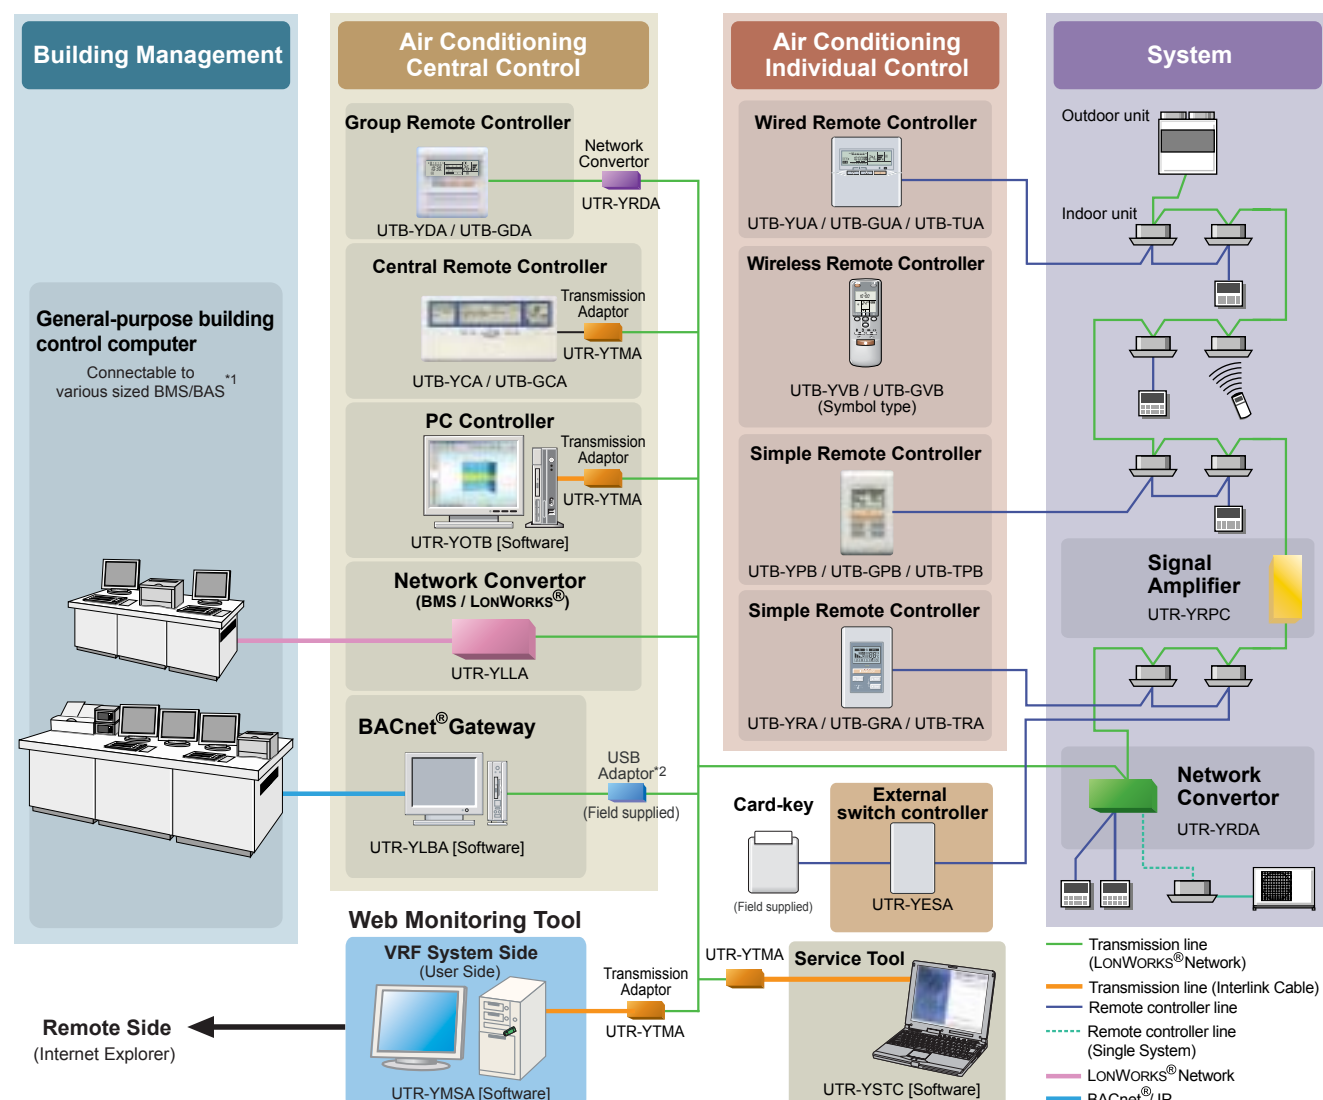 Building Management
General-purpose building
control computer
Connectable to
various sized BMS/BAS*1
Air Conditioning
Central Control
Group Remote Controller
Network
Convertor
UTR-YRDA
UTB-YDA / UTB-GDA
Central Remote Controller
Transmission
Adaptor
UTR-YTMA
UTB-YCA / UTB-GCA
PC Controller
Transmission
Adaptor
UTR-YTMA
UTR-YOTB [Software]
Network Convertor
(BMS / LONWORKS®)
UTR-YLLA
BACnet®Gateway
USB
Adaptor*2
(Field supplied)
UTR-YLBA [Software]
Air Conditioning
Individual Control
Wired Remote Controller
UTB-YUA / UTB-GUA / UTB-TUA
Wireless Remote Controller
UTB-YVB / UTB-GVB
(Symbol type)
Simple Remote Controller
UTB-YPB / UTB-GPB / UTB-TPB
Simple Remote Controller
UTB-YRA / UTB-GRA / UTB-TRA
System
Outdoor unit
Indoor unit
Signal
Amplifier
UTR-YRPC
Network
Convertor
UTR-YRDA
Card-key
(Field supplied)
External
switch controller
UTR-YESA
Web Monitoring Tool
VRF System Side
(User Side)
Transmission
Adaptor
UTR-YTMA
UTR-YMSA [Software]
Remote Side
(Internet Explorer)
UTR-YTMA
Service Tool
UTR-YSTC [Software]
Transmission line
(LONWORKS®Network)
Transmission line (Interlink Cable)
Remote controller line
Remote controller line
(Single System)
LONWORKS®Network
BACnet®/IP